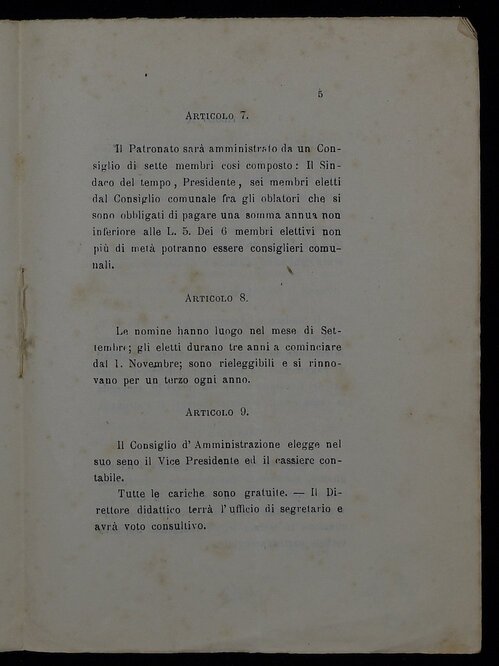 5
ARTICOLO 7.
Il Patronato sarà amministrato da un Con-
siglio di sette membri così composto: Il Sin-
daco del tempo, Presidente, sei membri eletti
dal Consiglio comunale fra gli oblatori che si
sono obbligati di pagare una somma annua non
inferiore alle L. 5. Dei 6 membri elettivi non
più di metà potranno essere consiglieri comu-
nali.
ARTICOLO 8.
Le nomine hanno luogo nel mese di Set-
tembre; gli eletti durano tre anni a cominciare
dal 1. Novembre; sono rieleggibili e si rinno-
vano per un terzo ogni anno.
ARTICOLO 9.
Il Consiglio d'Amministrazione elegge nel
suo seno il Vice Presidente ed il cassiere con-
tabile.
Tutte le cariche sono gratuite. — Il Di-
rettore didattico terrà l'ufficio di segretario e
avrà voto consultivo.